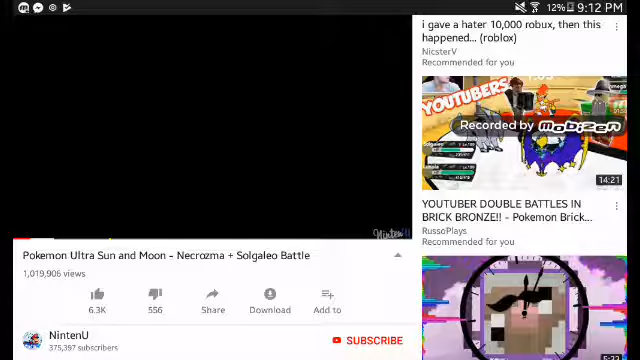 12% 9:12 PM
i gave a hater 10,000 robux, then this
happened... (roblox)
NicsterV
Recommended for you
YOUTUBERS
Recorded by mobizen
14:21
YOUTUBER DOUBLE BATTLES IN
BRICK BRONZE!! - Pokemon Brick...
RussoPlays
Recommended for you
Pokemon Ultra Sun and Moon - Necrozma + Solgaleo Battle
1,019,906 views
6.3K
556
Share
Download
Add to
NintenU
375,397 subscribers
SUBSCRIBE
NintenU